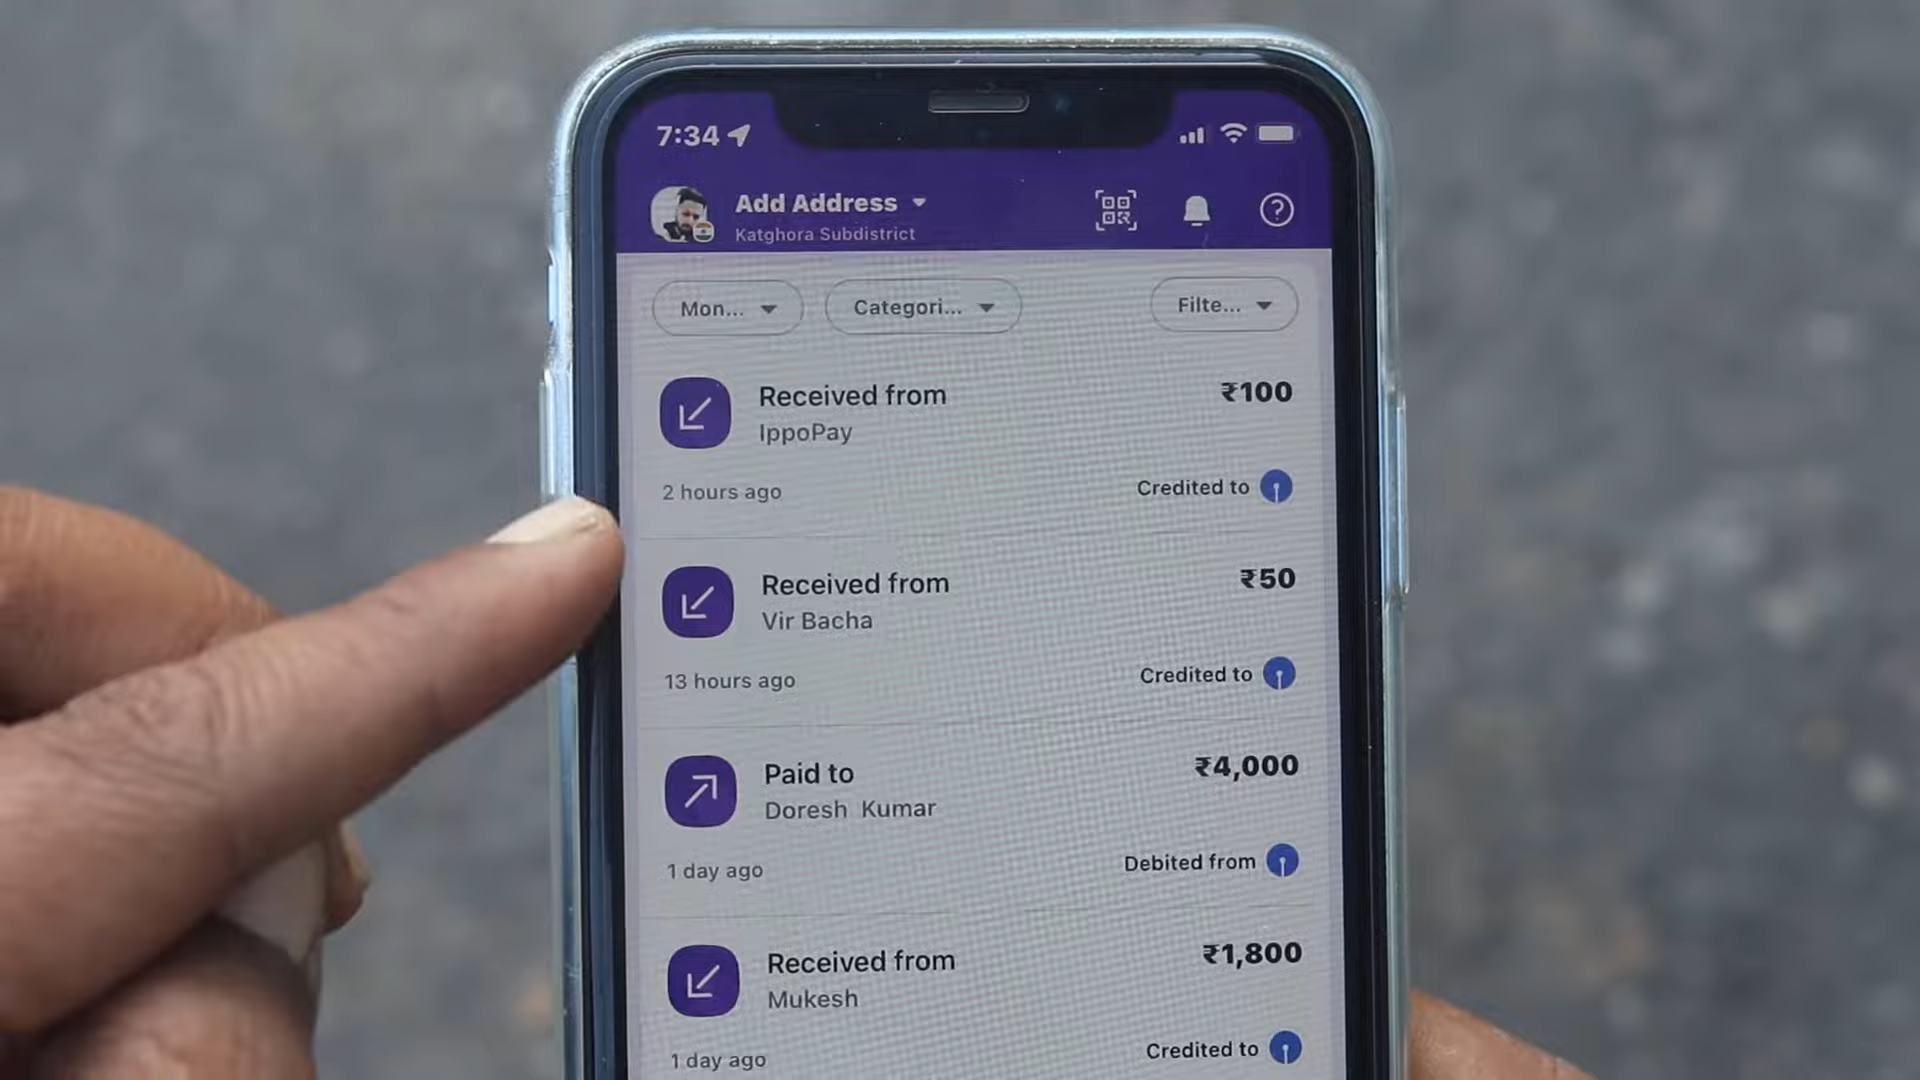 7:34
Add Address
Katghora Subdistrict
Mon... Categori... Filte...
Received from ₹100
IppoPay
2 hours ago Credited to
Received from ₹50
Vir Bacha
13 hours ago Credited to
Paid to ₹4,000
Doresh Kumar
1 day ago Debited from
Received from ₹1,800
Mukesh
1 day ago Credited to